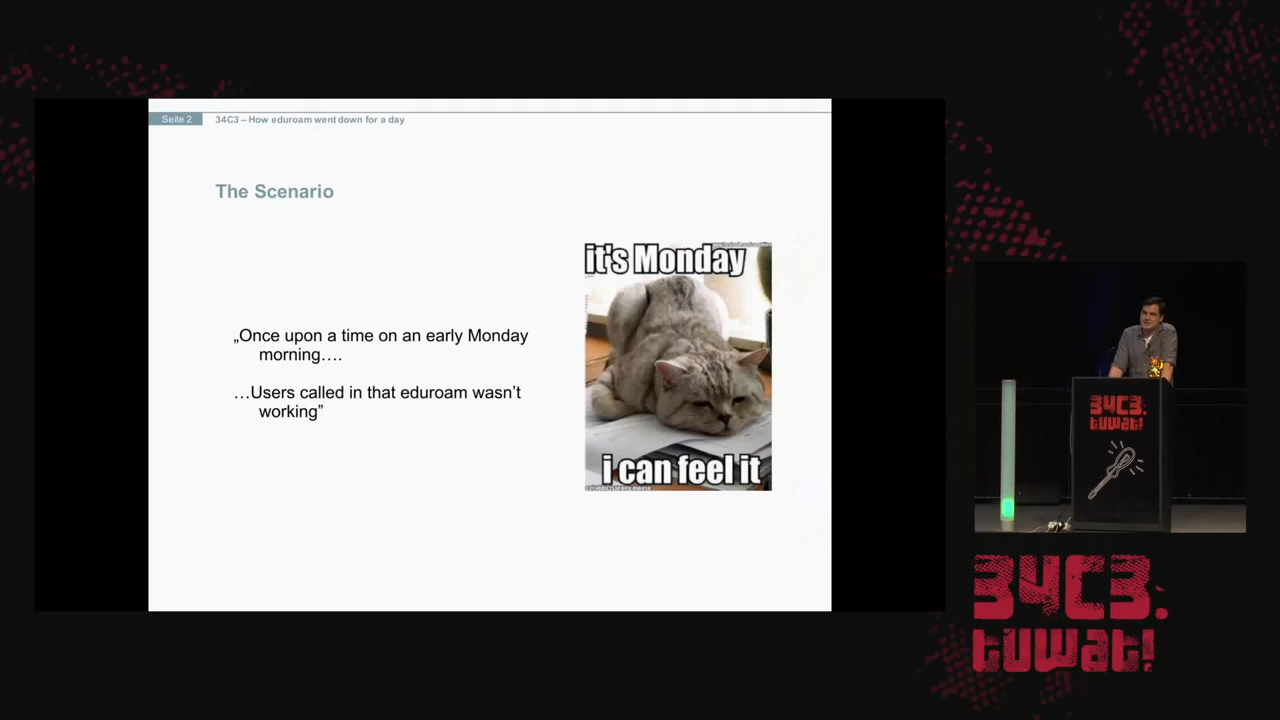 Seite 2
34C3 – How eduroam went down for a day
The Scenario
„Once upon a time on an early Monday
morning….
…Users called in that eduroam wasn’t
working”
it's Monday
i can feel it
34C3.
tuwat!
34C3.
tuwat!